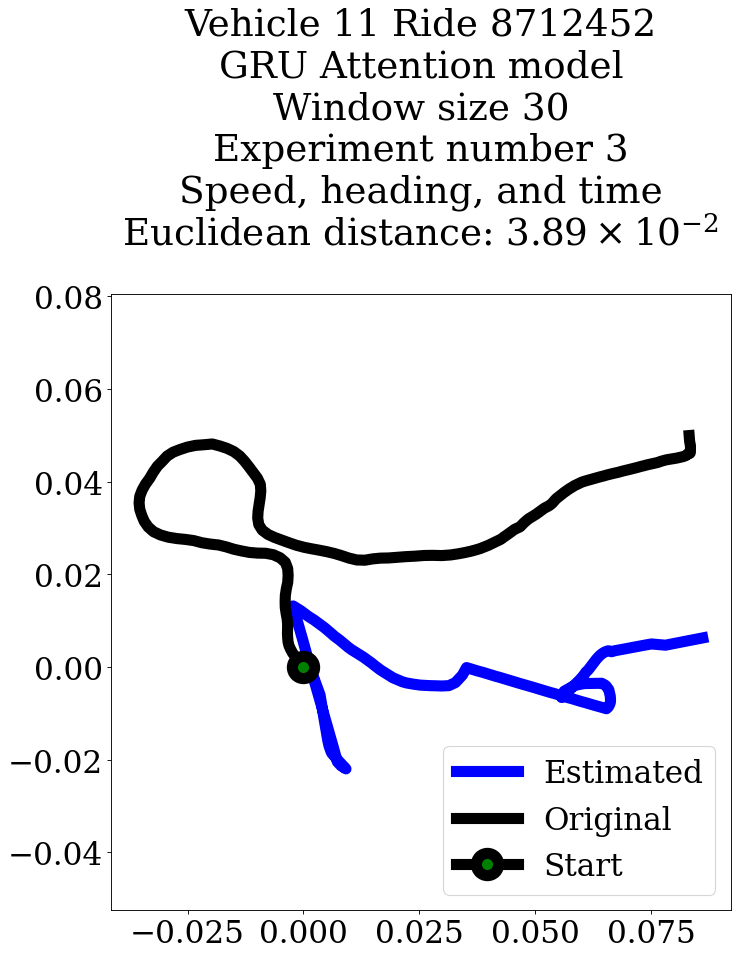 Vehicle 11 Ride 8712452
GRU Attention model
Window size 30
Experiment number 3
Speed, heading, and time
Euclidean distance: 3.89 × 10⁻²
0.08
0.06
0.04
0.02
0.00
−0.02
−0.04
Estimated
Original
Start
−0.025 0.000 0.025 0.050 0.075